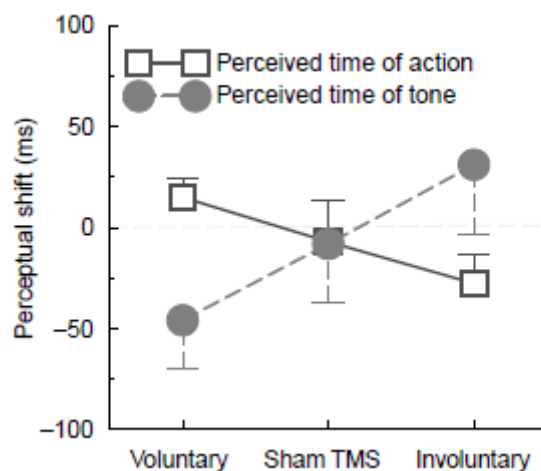 100
Perceived time of action
Perceived time of tone
50
0
–50
–100
Perceptual shift (ms)
Voluntary Sham TMS Involuntary